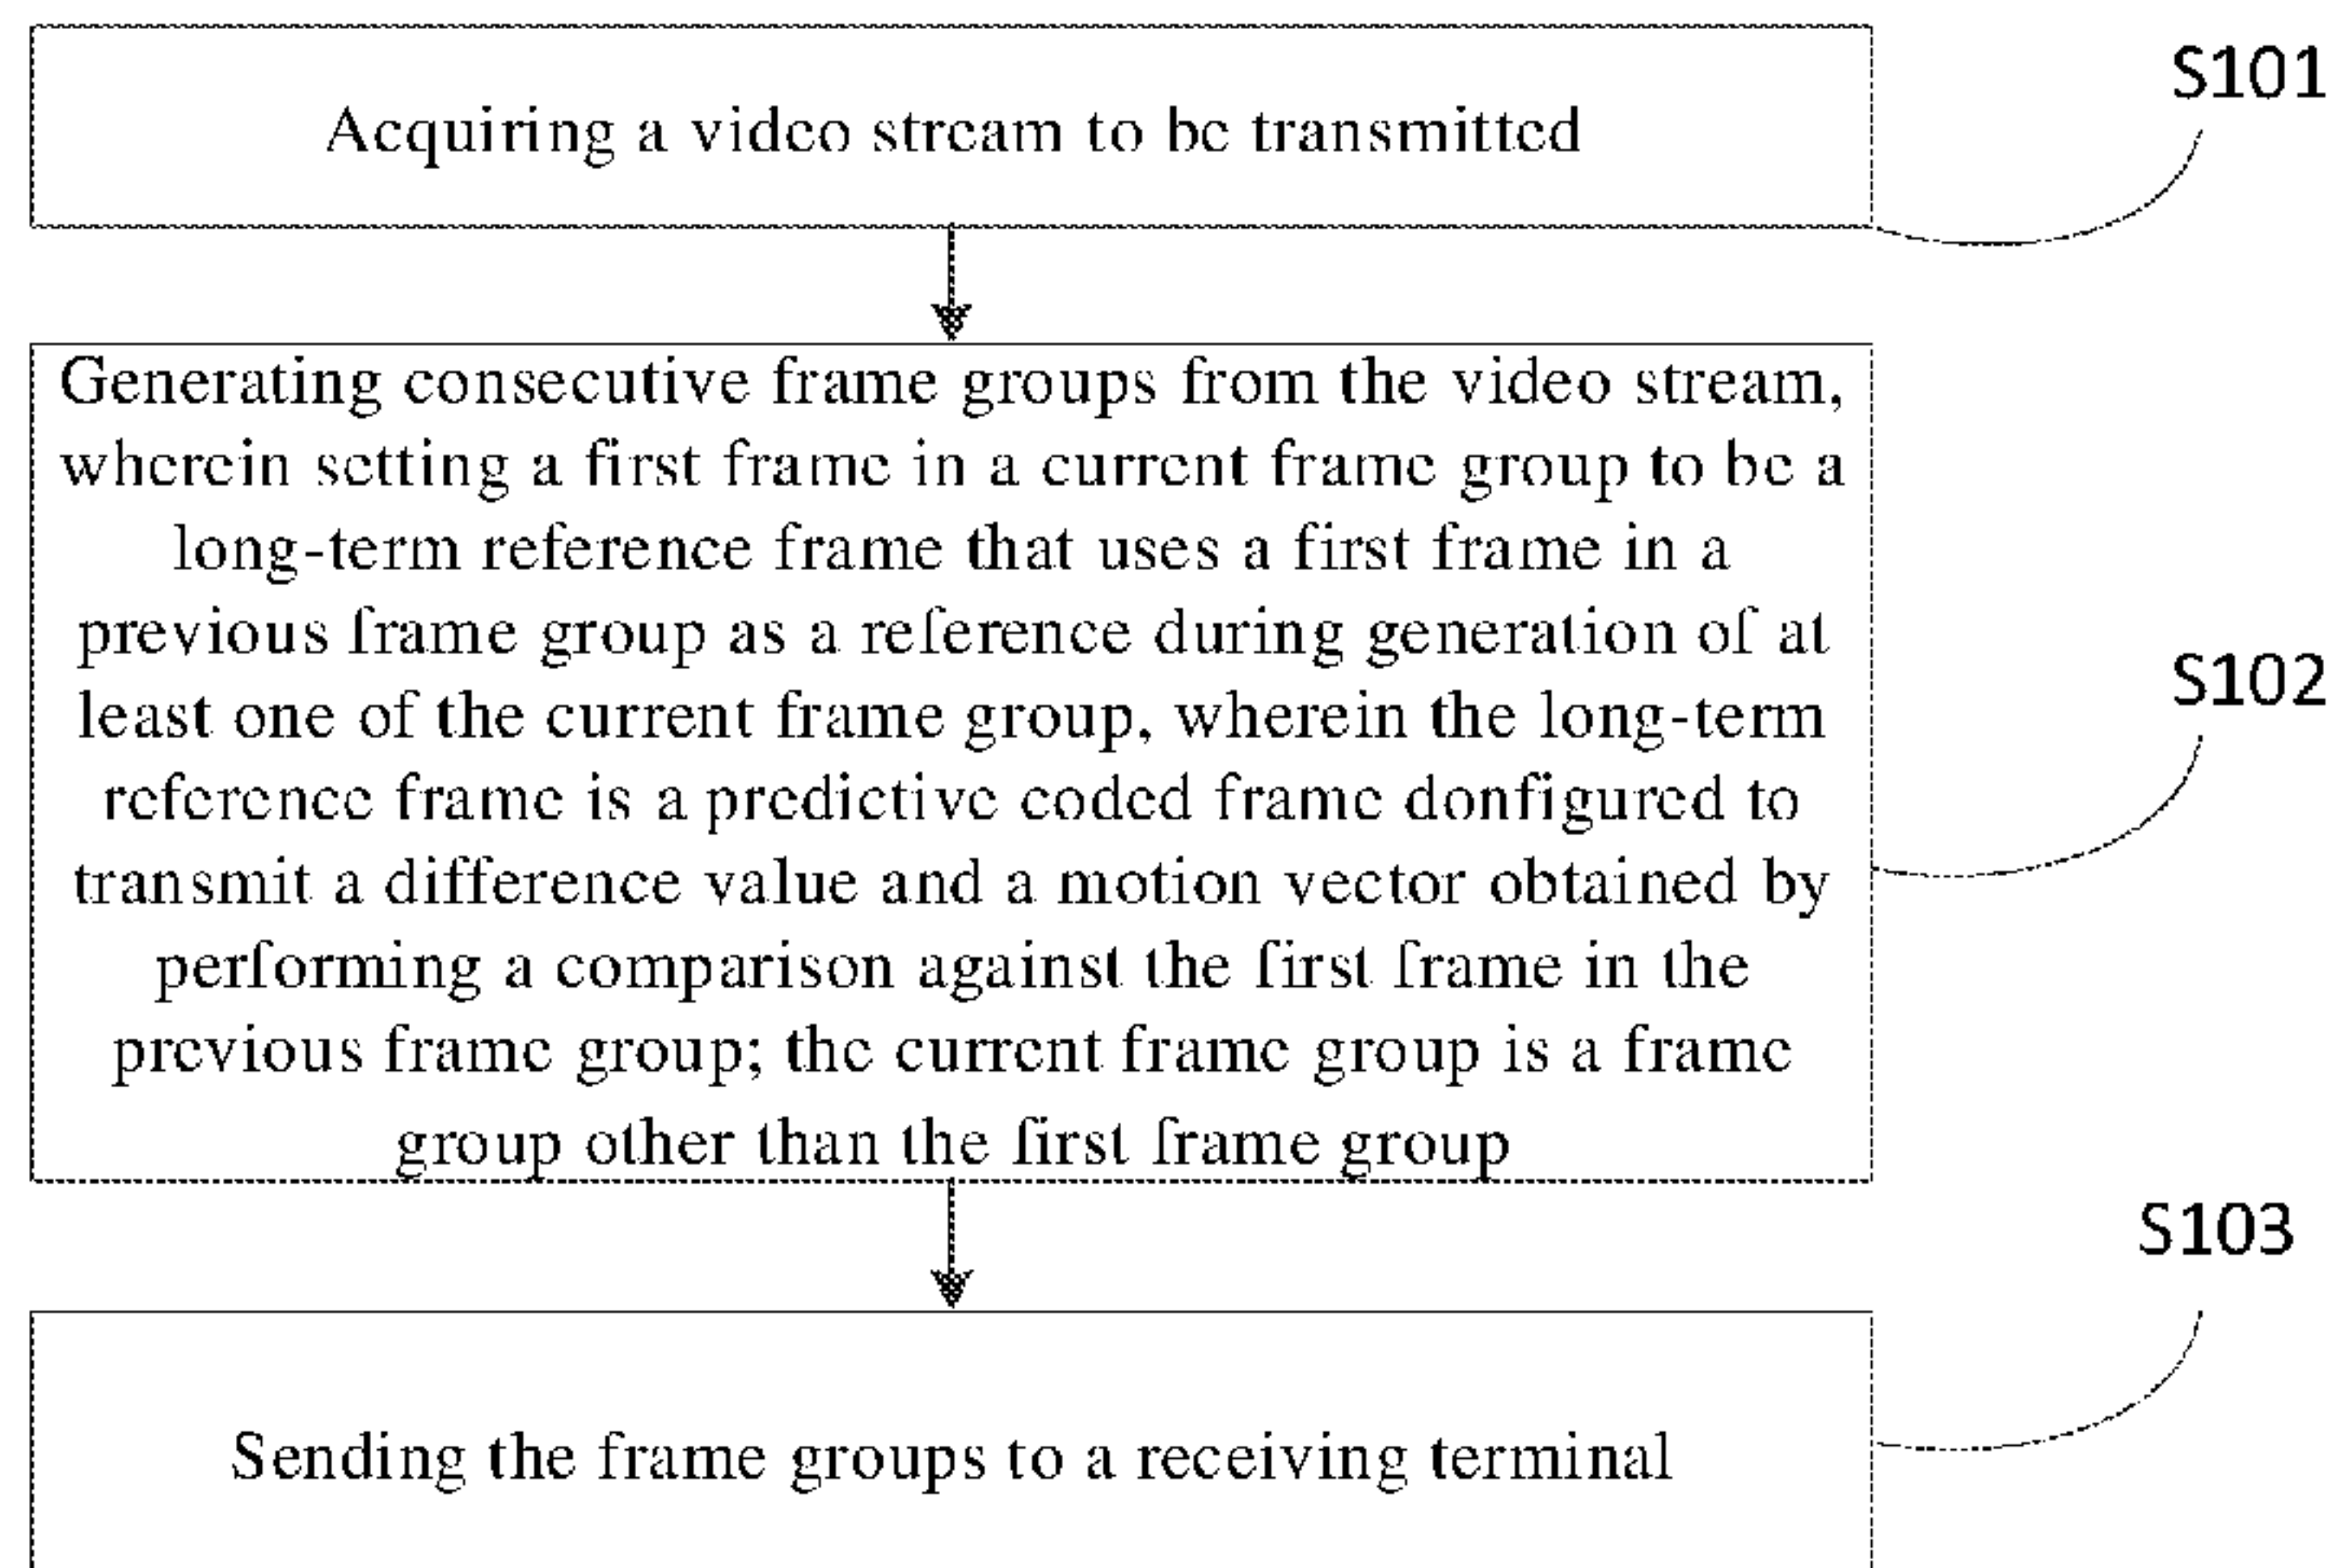 Acquiring a video stream to be transmitted
S101
Generating consecutive frame groups from the video stream,
wherein setting a first frame in a current frame group to be a
long-term reference frame that uses a first frame in a
previous frame group as a reference during generation of at
least one of the current frame group, wherein the long-term
reference frame is a predictive coded frame donfigured to
transmit a difference value and a motion vector obtained by
performing a comparison against the first frame in the
previous frame group; the current frame group is a frame
group other than the first frame group
S102
Sending the frame groups to a receiving terminal
S103